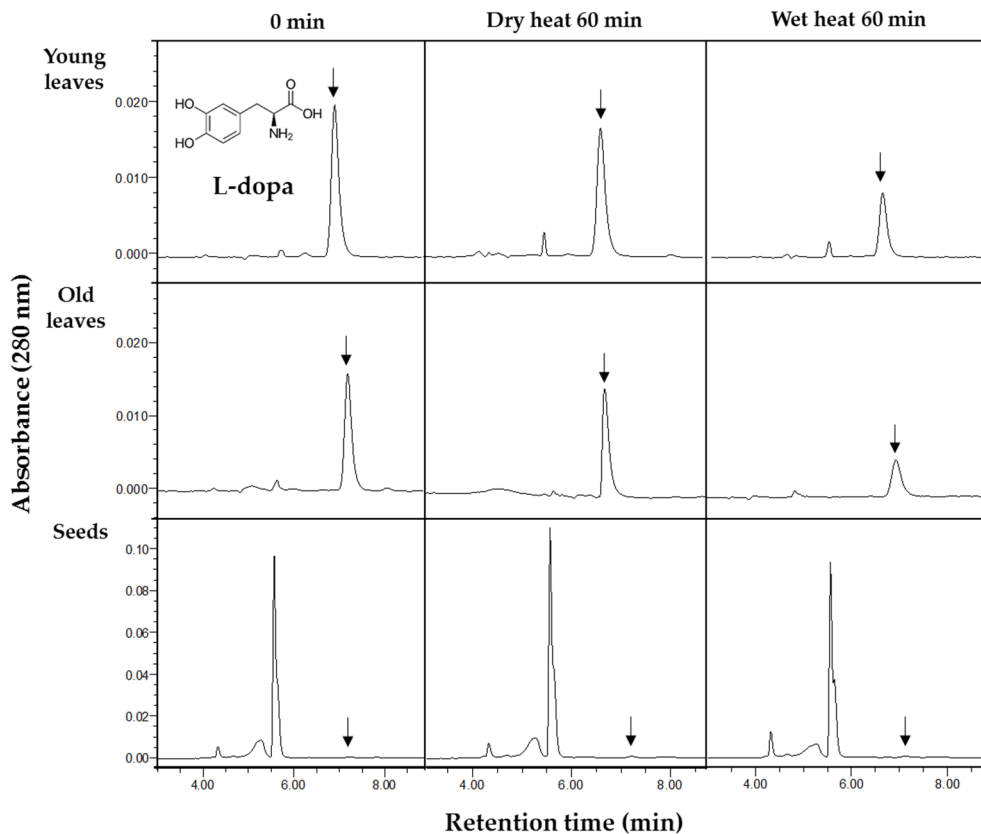 0 min Dry heat 60 min Wet heat 60 min
Young
leaves
0.020
0.010
0.000
HO
HO
O
OH
NH2
L-dopa
Old
leaves
0.020
0.010
0.000
Seeds
0.10
0.08
0.06
0.04
0.02
0.00
4.00 6.00 8.00 4.00 6.00 8.00 4.00 6.00 8.00
Absorbance (280 nm)
Retention time (min)